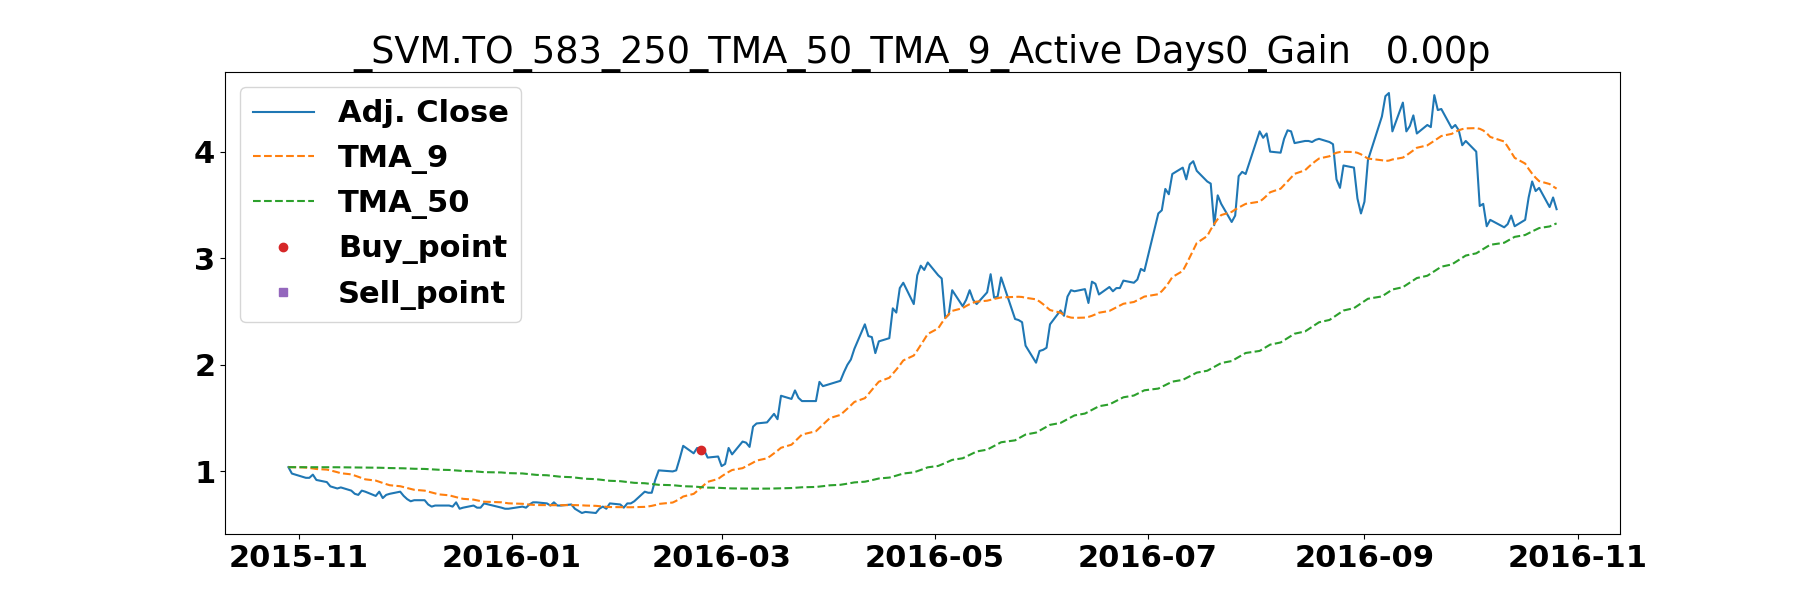 _SVM.TO_583_250_TMA_50_TMA_9_Active Days0_Gain   0.00p
Adj. Close
TMA_9
TMA_50
Buy_point
Sell_point
4
3
2
1
2015-11
2016-01
2016-03
2016-05
2016-07
2016-09
2016-11